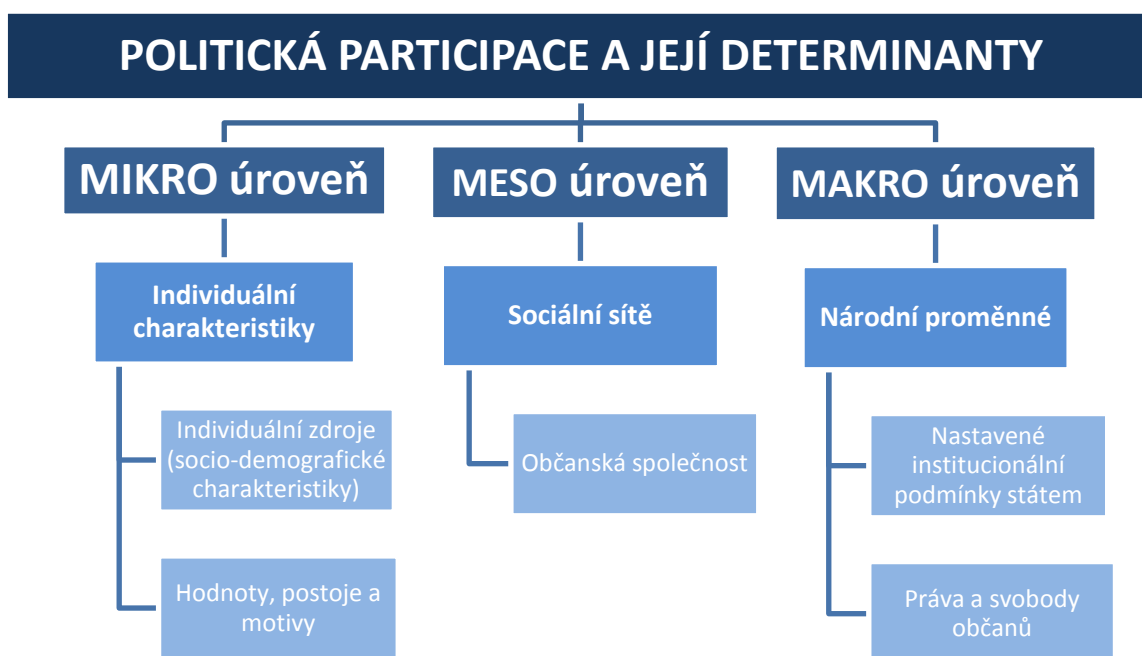 POLITICKÁ PARTICIPACE A JEJÍ DETERMINANTY
MIKRO úroveň
MESO úroveň
MAKRO úroveň
Individuální
charakteristiky
Sociální sítě
Národní proměnné
Individuální zdroje
(socio-demografické
charakteristiky)
Občanská společnost
Nastavené
institucionální
podmínky státem
Hodnoty, postoje a
motivy
Práva a svobody
občanů